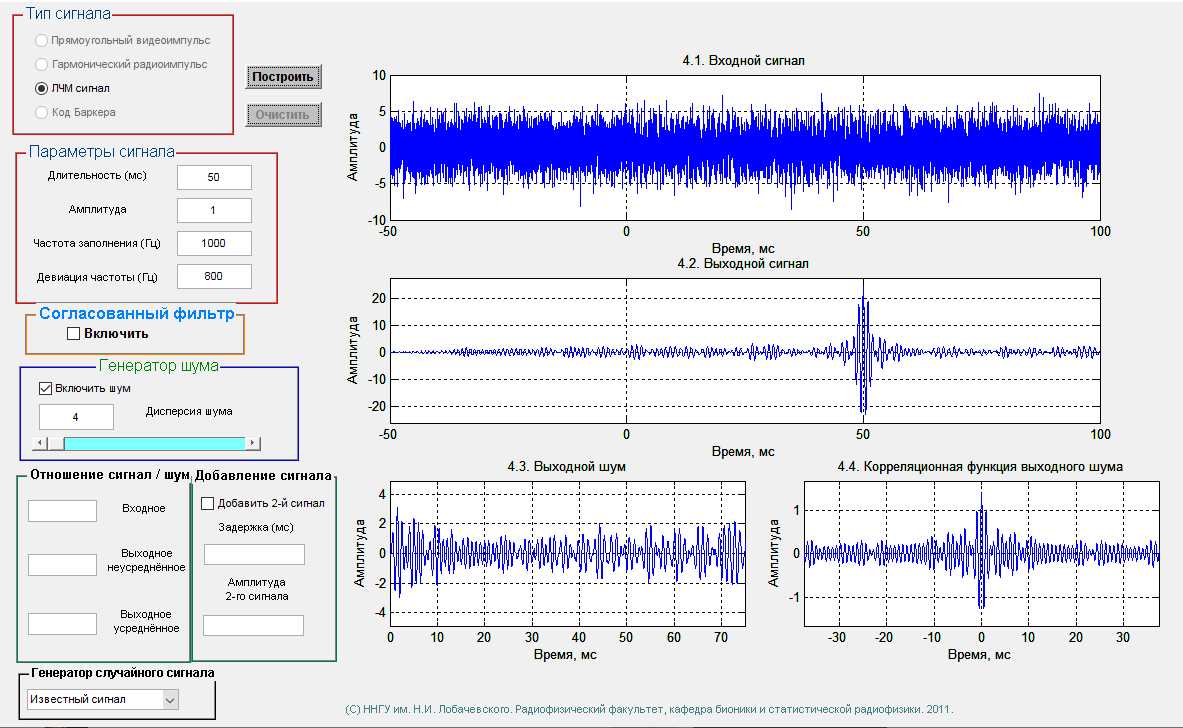 Тип сигнала
Прямоугольный видеоимпульс
Гармонический радиоимпульс
ЛЧМ сигнал
Код Баркера
Построить
Очистить
Параметры сигнала
Длительность (мс)
50
Амплитуда
1
Частота заполнения (Гц)
1000
Девиация частоты (Гц)
800
Согласованный фильтр
Включить
Генератор шума
Включить шум
4
Дисперсия шума
Отношение сигнал / шум
Входное
Выходное
неусреднённое
Выходное
усреднённое
Добавление сигнала
Добавить 2-й сигнал
Задержка (мс)
Амплитуда
2-го сигнала
Генератор случайного сигнала
Известный сигнал
4.1. Входной сигнал
Амплитуда
10
5
0
-5
-10
-50 0 50 100
Время, мс
4.2. Выходной сигнал
Амплитуда
20
10
0
-10
-20
-50 0 50 100
Время, мс
4.3. Выходной шум
Амплитуда
4
2
0
-2
-4
0 10 20 30 40 50 60 70
Время, мс
4.4. Корреляционная функция выходного шума
Амплитуда
1
0
-1
-30 -20 -10 0 10 20 30
Время, мс
(С) ННГУ им. Н.И. Лобачевского. Радиофизический факультет, кафедра бионики и статистической радиофизики. 2011.